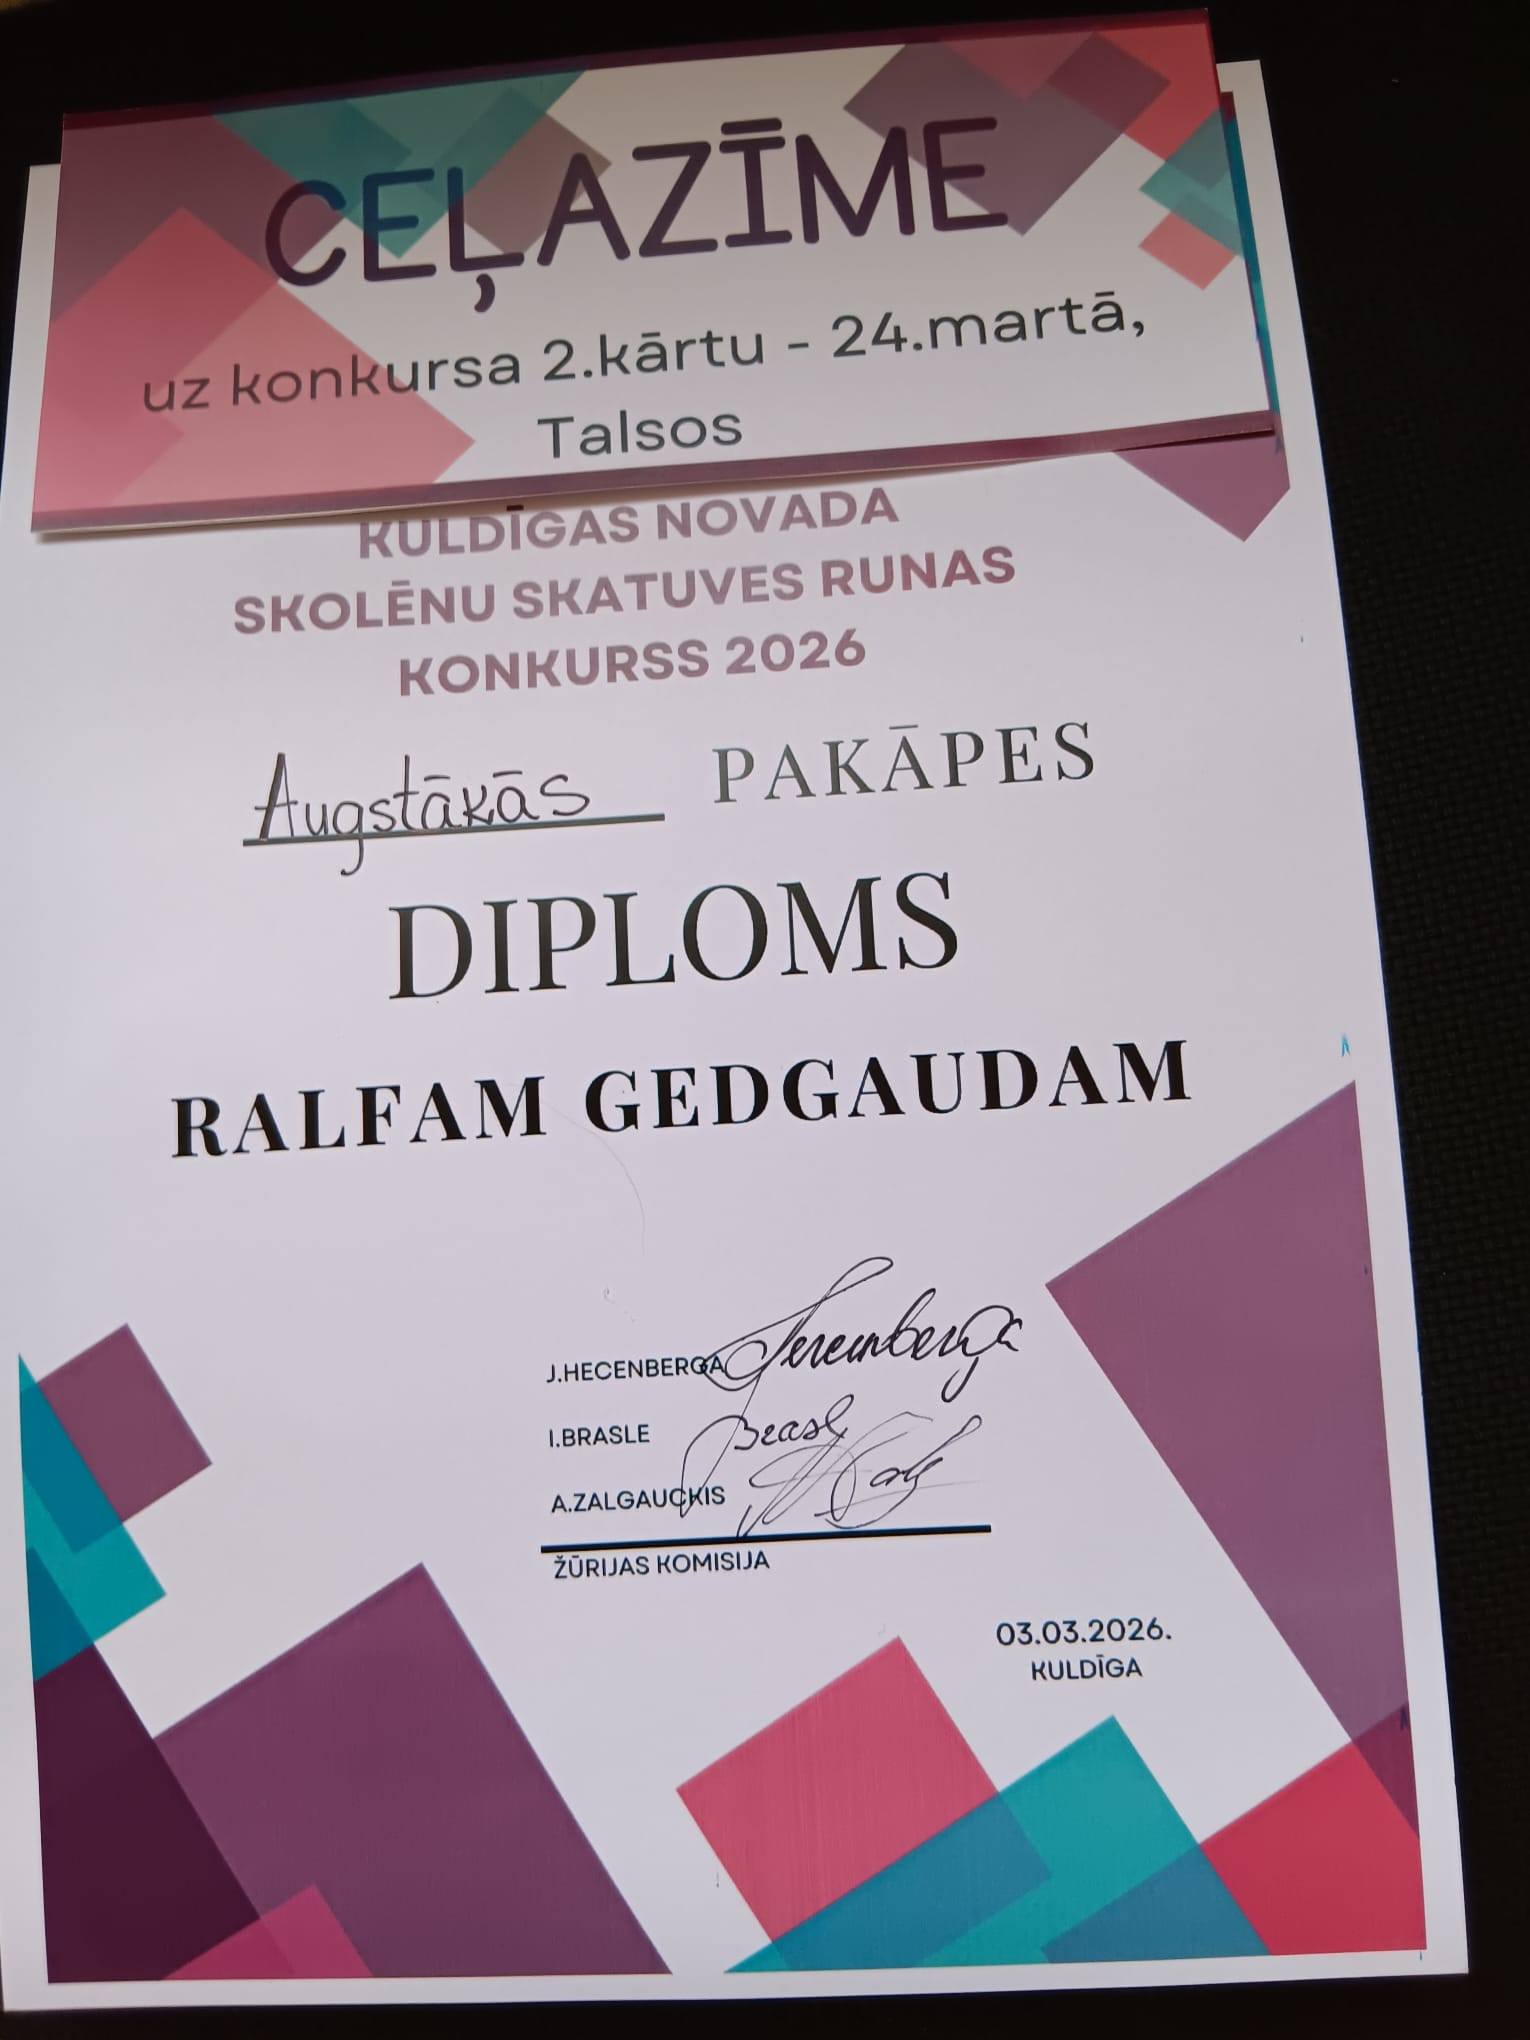 CEĻAZĪME
uz konkursa 2.kārtu - 24.martā,
Talsos
KULDĪGAS NOVADA
SKOLĒNU SKATUVES RUNAS
KONKURSS 2026
Augstākās PAKĀPES
DIPLOMS
RALFAM GEDGAUDAM
J.HECENBERGA
I.BRASLE
A.ZALGAUCKIS
ŽŪRIJAS KOMISIJA
03.03.2026.
KULDĪGA